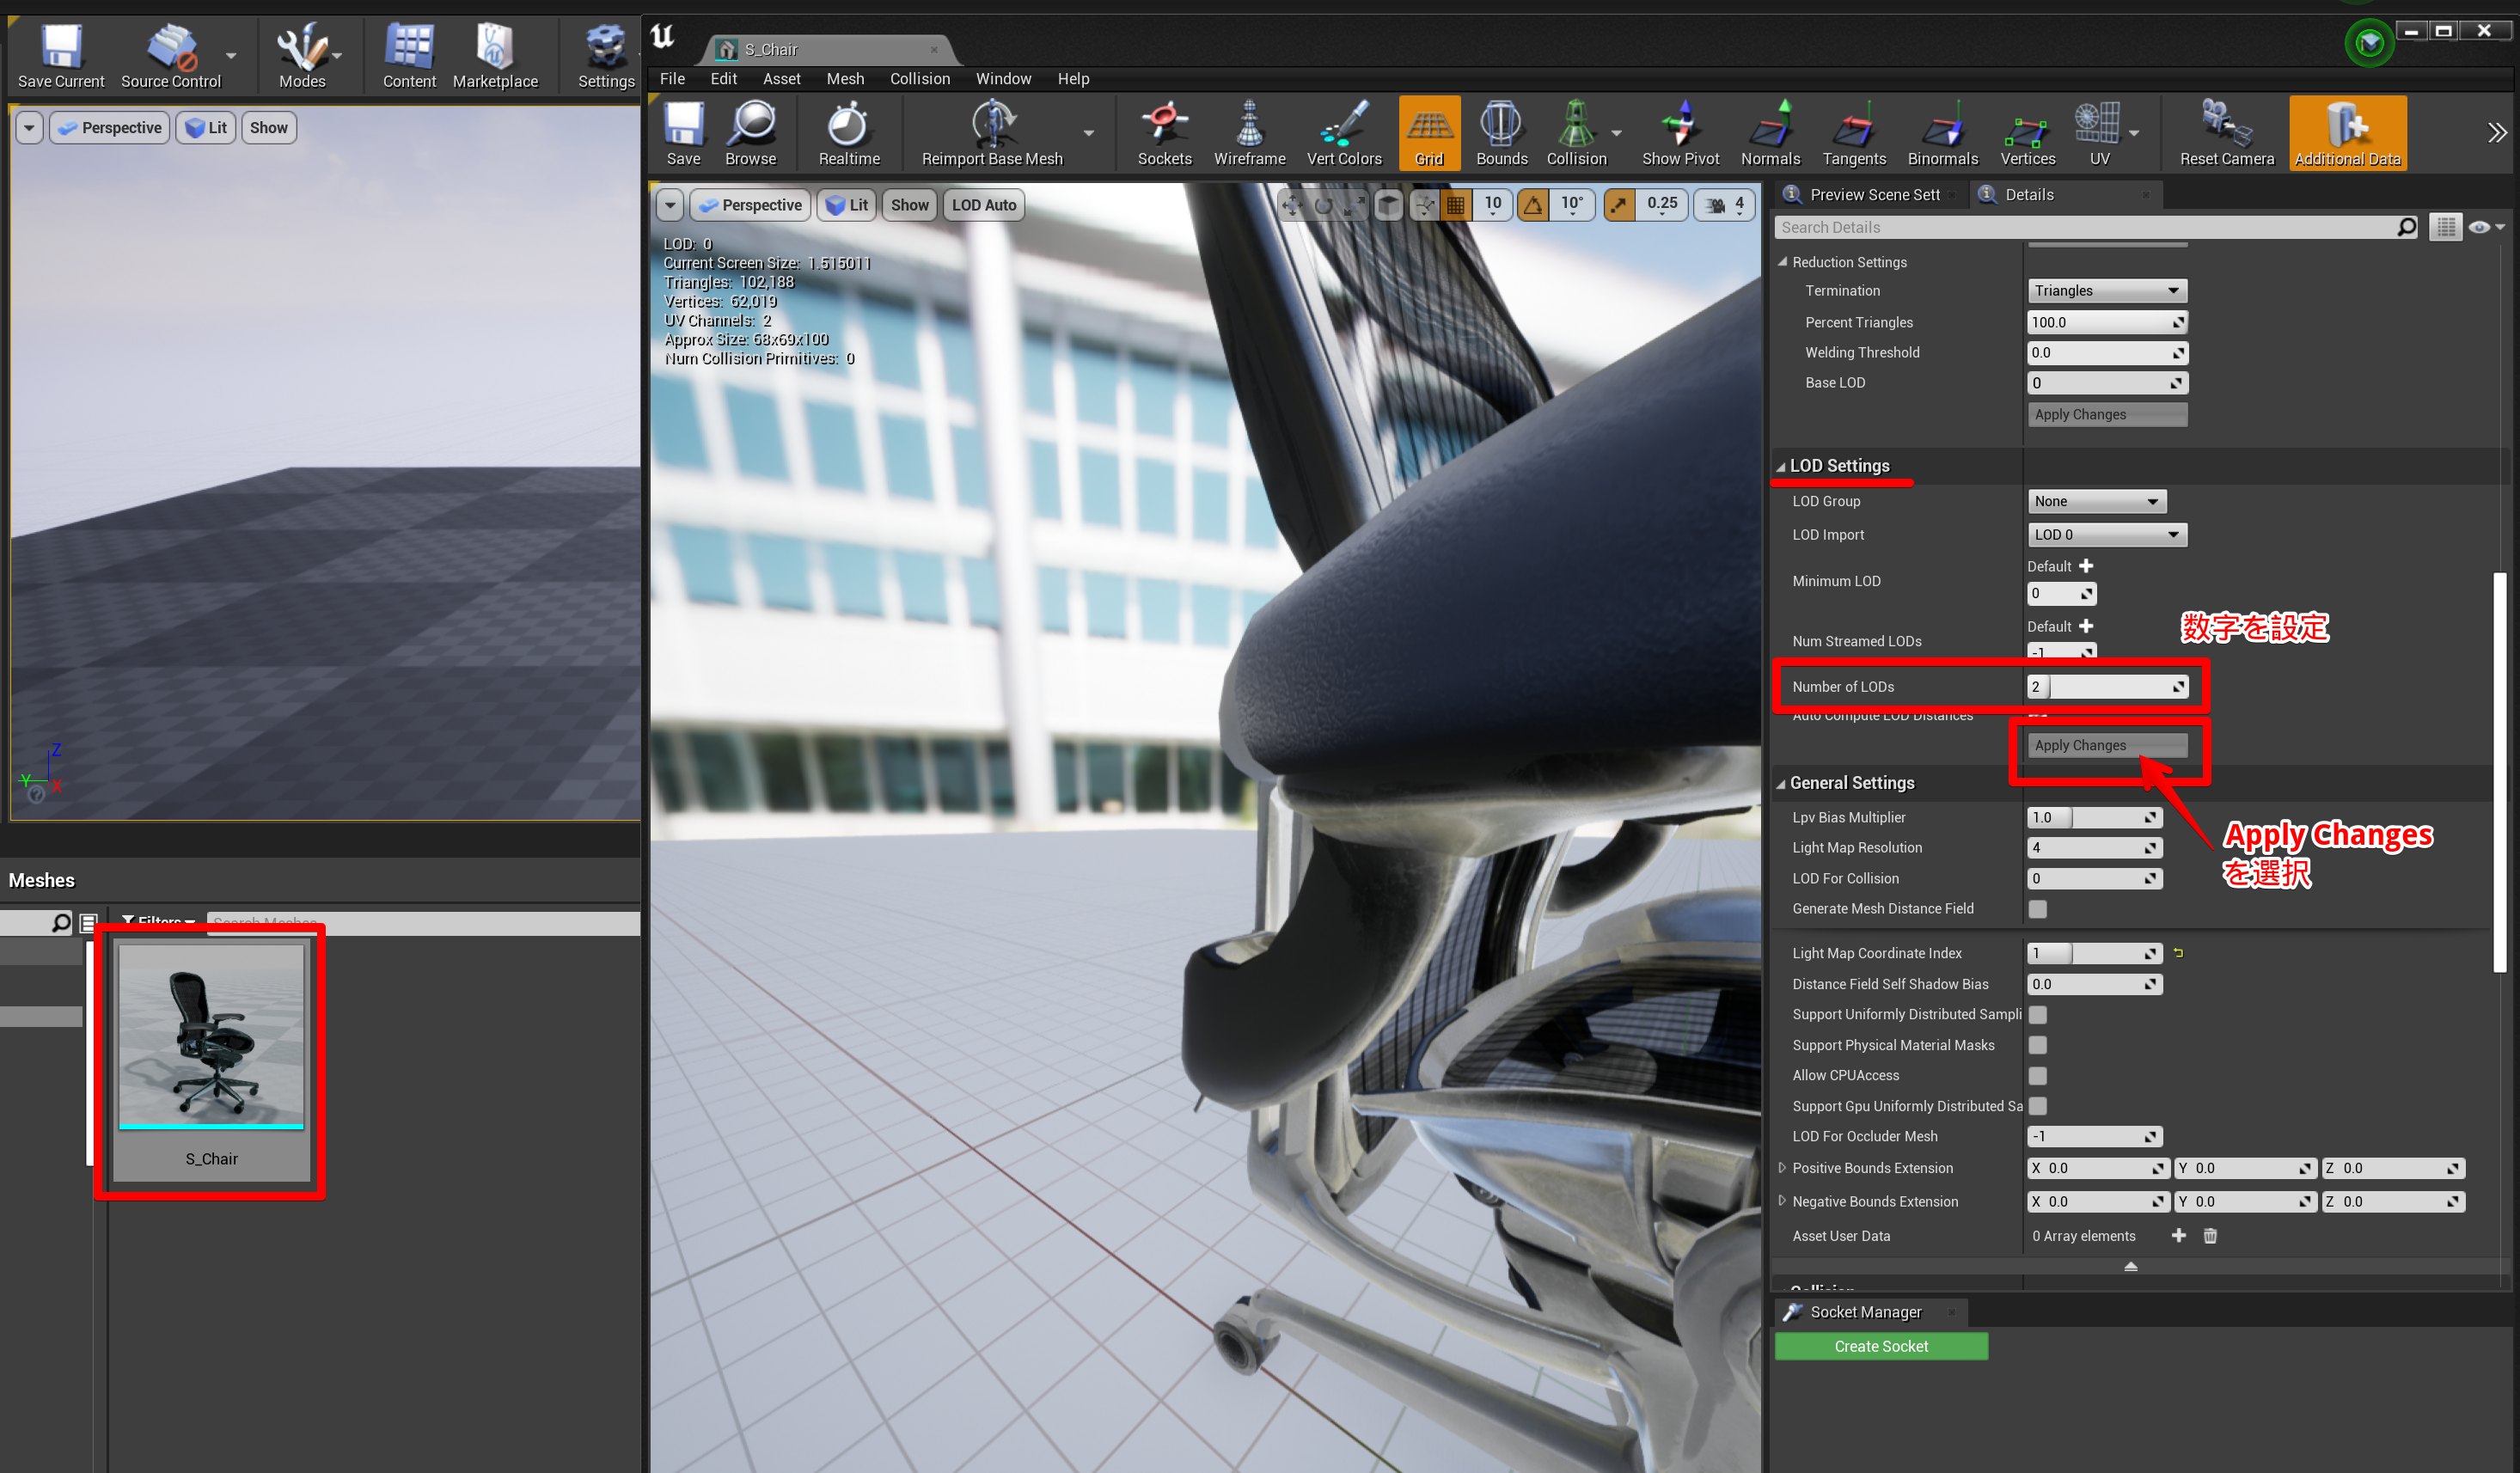 Save Current
Source Control
Modes
Content
Marketplace
Settings
Perspective
Lit
Show
Z
Y
X
Meshes
Filters
Search Meshes
S_Chair
S_Chair
File
Edit
Asset
Mesh
Collision
Window
Help
Save
Browse
Realtime
Reimport Base Mesh
Sockets
Wireframe
Vert Colors
Grid
Bounds
Collision
Show Pivot
Normals
Tangents
Binormals
Vertices
UV
Reset Camera
Additional Data
Perspective
Lit
Show
LOD Auto
10
10°
0.25
4
LOD: 0
Current Screen Size: 1.515011
Triangles: 102,188
Vertices: 62,019
UV Channels: 2
Approx Size: 68x69x100
Num Collision Primitives: 0
Preview Scene Sett
Details
Search Details
Reduction Settings
Termination Triangles
Percent Triangles 100.0
Welding Threshold 0.0
Base LOD 0
Apply Changes
LOD Settings
LOD Group None
LOD Import LOD 0
Default
Minimum LOD
0
Default
Num Streamed LODs
-1
数字を設定
Number of LODs 2
Auto Compute LOD Distances
Apply Changes
General Settings
Lpv Bias Multiplier 1.0
Apply Changes
を選択
Light Map Resolution 4
LOD For Collision 0
Generate Mesh Distance Field
Light Map Coordinate Index 1
Distance Field Self Shadow Bias 0.0
Support Uniformly Distributed Sampli
Support Physical Material Masks
Allow CPUAccess
Support Gpu Uniformly Distributed Sa
LOD For Occluder Mesh -1
Positive Bounds Extension X 0.0 Y 0.0 Z 0.0
Negative Bounds Extension X 0.0 Y 0.0 Z 0.0
Asset User Data 0 Array elements
Collision
Socket Manager
Create Socket